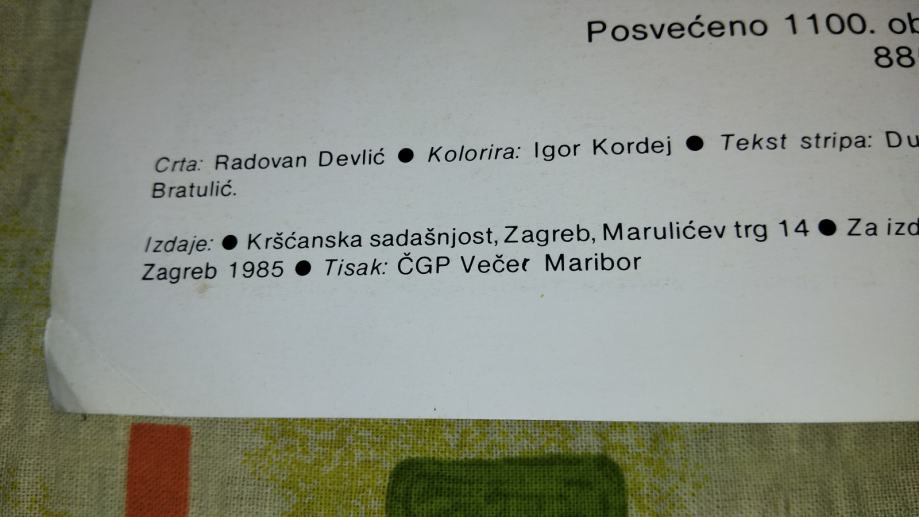 Posvećeno 1100. ob
88
Crta: Radovan Devlić ● Kolorira: Igor Kordej ● Tekst stripa: Du
Bratulić.
Izdaje: ● Kršćanska sadašnjost, Zagreb, Marulićev trg 14 ● Za izd
Zagreb 1985 ● Tisak: ČGP Večer Maribor